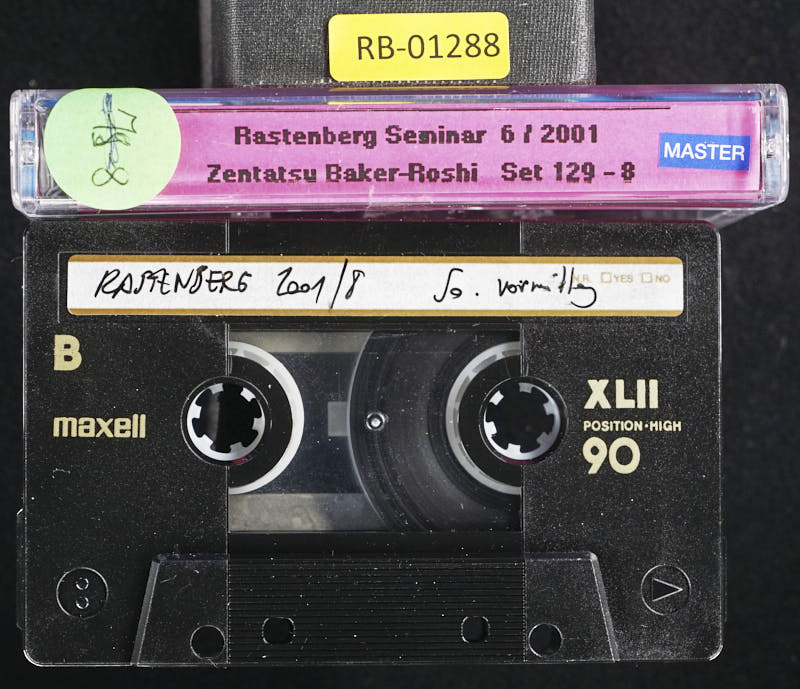 RB-01288
8
Rastenberg Seminar 6 / 2001
Zentatsu Baker-Roshi Set 129 - 8
MASTER
RASTENBERG 2001/8 So. vormittag
N.R. YES NO
B
maxell
XLII
POSITION·HIGH
90